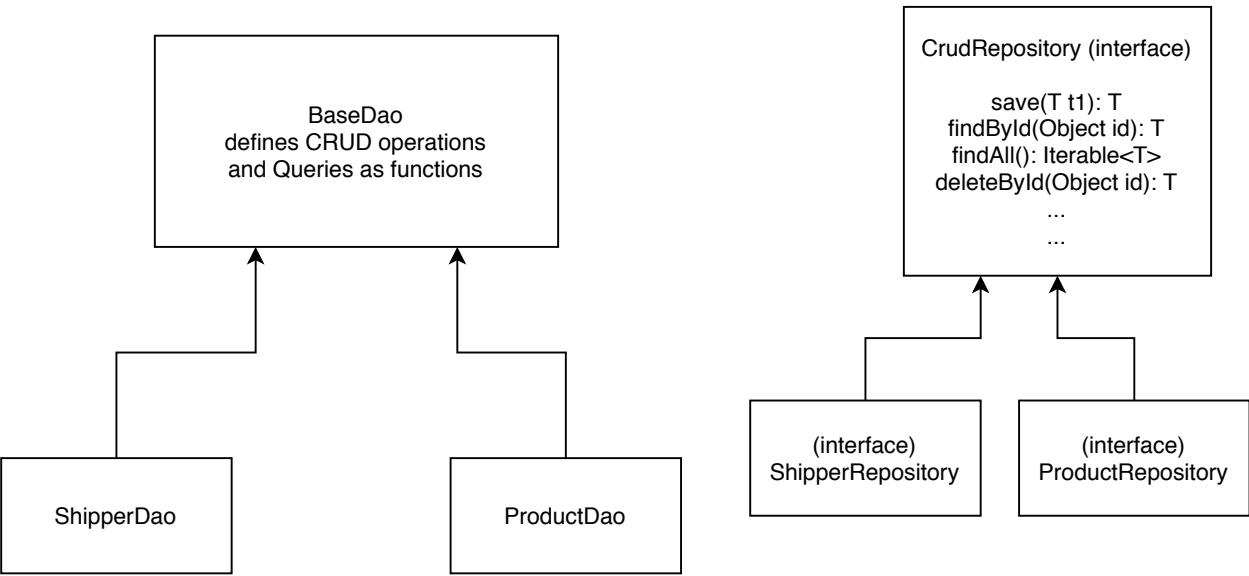 BaseDao
defines CRUD operations
and Queries as functions
ShipperDao
ProductDao
CrudRepository (interface)
save(T t1): T
findById(Object id): T
findAll(): Iterable<T>
deleteById(Object id): T
...
...
(interface)
ShipperRepository
(interface)
ProductRepository